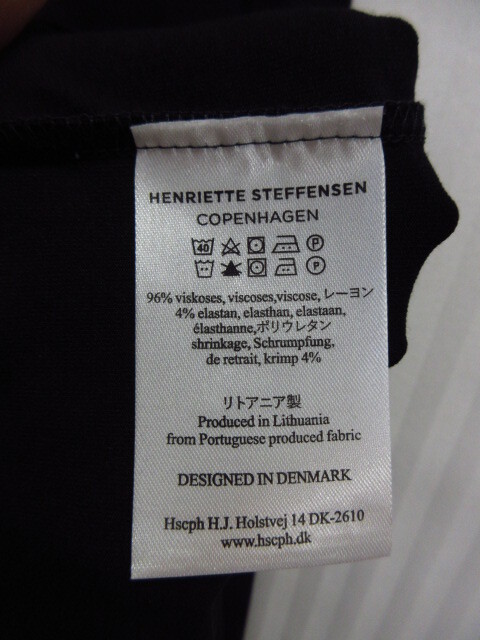 HENRIETTE STEFFENSEN
COPENHAGEN
40 P
P
96% viskoses, viscoses,viscose, レーヨン
4% elastan, elasthan, elastaan,
élasthanne,ポリウレタン
shrinkage, Schrumpfung,
de retrait, krimp 4%
リトアニア製
Produced in Lithuania
from Portuguese produced fabric
DESIGNED IN DENMARK
Hscph H.J. Holstvej 14 DK-2610
www.hscph.dk